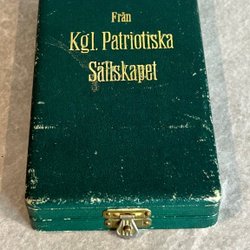 Från
Kgl. Patriotiska
Sällskapet